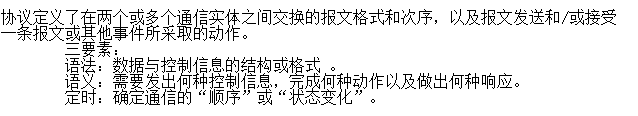 协议定义了在两个或多个通信实体之间交换的报文格式和次序，以及报文发送和/或接受
一条报文或其他事件所采取的动作。
三要素：
语法：数据与控制信息的结构或格式 。
语义：需要发出何种控制信息，完成何种动作以及做出何种响应。
定时：确定通信的“顺序”或“状态变化”。